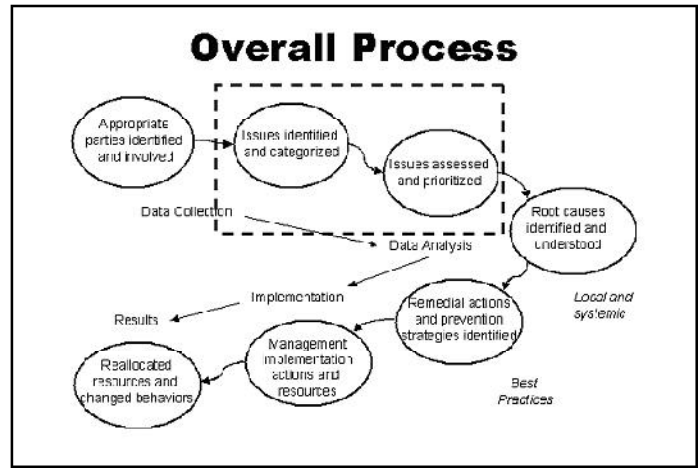 Overall Process
Appropriate
parties identified
and involved
Issues identified
and categorized
Issues assessed
and prioritized
Root causes
identified and
understood
Data Collection
Data Analysis
Implementation
Results
Local and
systemic
Remedial actions
and prevention
strategies identified
Management
implementation
actions and
resources
Reallocated
resources and
changed behaviors
Best
Practices